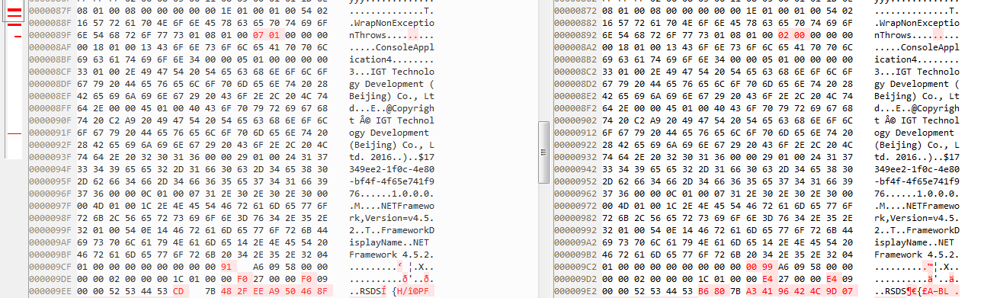 0000087F 08 01 00 08 00 00 00 00 00 1E 01 00 01 00 54 02 ..............T. 00000872 08 01 00 08 00 00 00 00 00 1E 01 00 01 00 54 02 ..............T.
0000088F 16 57 72 61 70 4E 6F 6E 45 78 63 65 70 74 69 6F .WrapNonExceptio 00000882 16 57 72 61 70 4E 6F 6E 45 78 63 65 70 74 69 6F .WrapNonExceptio
0000089F 6E 54 68 72 6F 77 73 01 08 01 00 07 01 00 00 00 nThrows......... 00000892 6E 54 68 72 6F 77 73 01 08 01 00 02 00 00 00 00 nThrows.........
000008AF 00 18 01 00 13 43 6F 6E 73 6F 6C 65 41 70 70 6C .....ConsoleAppl 000008A2 00 18 01 00 13 43 6F 6E 73 6F 6C 65 41 70 70 6C .....ConsoleAppl
000008BF 69 63 61 74 69 6F 6E 34 00 00 05 01 00 00 00 00 ication4........ 000008B2 69 63 61 74 69 6F 6E 34 00 00 05 01 00 00 00 00 ication4........
000008CF 33 01 00 2E 49 47 54 20 54 65 63 68 6E 6F 6C 6F 3...IGT Technolo 000008C2 33 01 00 2E 49 47 54 20 54 65 63 68 6E 6F 6C 6F 3...IGT Technolo
000008DF 67 79 20 44 65 76 65 6C 6F 70 6D 65 6E 74 20 28 gy Development ( 000008D2 67 79 20 44 65 76 65 6C 6F 70 6D 65 6E 74 20 28 gy Development (
000008EF 42 65 69 6A 69 6E 67 29 20 43 6F 2E 2C 20 4C 74 Beijing) Co., Lt 000008E2 42 65 69 6A 69 6E 67 29 20 43 6F 2E 2C 20 4C 74 Beijing) Co., Lt
000008FF 64 2E 00 00 45 01 00 40 43 6F 70 79 72 69 67 68 d...E..@Copyrigh 000008F2 64 2E 00 00 45 01 00 40 43 6F 70 79 72 69 67 68 d...E..@Copyrigh
0000090F 74 20 C2 A9 20 49 47 54 20 54 65 63 68 6E 6F 6C t Â© IGT Technol 00000902 74 20 C2 A9 20 49 47 54 20 54 65 63 68 6E 6F 6C t Â© IGT Technol
0000091F 6F 67 79 20 44 65 76 65 6C 6F 70 6D 65 6E 74 20 ogy Development 00000912 6F 67 79 20 44 65 76 65 6C 6F 70 6D 65 6E 74 20 ogy Development
0000092F 28 42 65 69 6A 69 6E 67 29 20 43 6F 2E 2C 20 4C (Beijing) Co., L 00000922 28 42 65 69 6A 69 6E 67 29 20 43 6F 2E 2C 20 4C (Beijing) Co., L
0000093F 74 64 2E 20 32 30 31 36 00 00 29 01 00 24 31 37 td. 2016..)..$17 00000932 74 64 2E 20 32 30 31 36 00 00 29 01 00 24 31 37 td. 2016..)..$17
0000094F 33 34 39 65 65 32 2D 31 66 30 63 2D 34 65 38 30 349ee2-1f0c-4e80 00000942 33 34 39 65 65 32 2D 31 66 30 63 2D 34 65 38 30 349ee2-1f0c-4e80
0000095F 2D 62 66 34 66 2D 34 66 36 35 65 37 34 31 66 39 -bf4f-4f65e741f9 00000952 2D 62 66 34 66 2D 34 66 36 35 65 37 34 31 66 39 -bf4f-4f65e741f9
0000096F 37 36 00 00 0C 01 00 07 31 2E 30 2E 30 2E 30 00 76......1.0.0.0. 00000962 37 36 00 00 0C 01 00 07 31 2E 30 2E 30 2E 30 00 76......1.0.0.0.
0000097F 00 4D 01 00 1C 2E 4E 45 54 46 72 61 6D 65 77 6F .M....NETFramewo 00000972 00 4D 01 00 1C 2E 4E 45 54 46 72 61 6D 65 77 6F .M....NETFramewo
0000098F 72 6B 2C 56 65 72 73 69 6F 6E 3D 76 34 2E 35 2E rk,Version=v4.5. 00000982 72 6B 2C 56 65 72 73 69 6F 6E 3D 76 34 2E 35 2E rk,Version=v4.5.
0000099F 32 01 00 54 0E 14 46 72 61 6D 65 77 6F 72 6B 44 2..T..FrameworkD 00000992 32 01 00 54 0E 14 46 72 61 6D 65 77 6F 72 6B 44 2..T..FrameworkD
000009AF 69 73 70 6C 61 79 4E 61 6D 65 14 2E 4E 45 54 20 isplayName..NET 000009A2 69 73 70 6C 61 79 4E 61 6D 65 14 2E 4E 45 54 20 isplayName..NET
000009BF 46 72 61 6D 65 77 6F 72 6B 20 34 2E 35 2E 32 04 Framework 4.5.2. 000009B2 46 72 61 6D 65 77 6F 72 6B 20 34 2E 35 2E 32 04 Framework 4.5.2.
000009CF 01 00 00 00 00 00 00 00 00 91 A6 09 58 00 00 .........‘ ¦.X.. 000009C2 01 00 00 00 00 00 00 00 00 00 99 A6 09 58 00 00 ..........™¦.X..
000009DF 00 00 02 00 00 00 1C 01 00 00 F0 27 00 00 F0 09 ..........ð'..ð. 000009D2 00 00 02 00 00 00 1C 01 00 00 E4 27 00 00 E4 09 ..........ä'..ä.
000009EE 00 00 52 53 44 53 CD 7B 48 2F EE A9 50 46 8F ..RSDSÍ {H/î©PF 000009E2 00 00 52 53 44 53 B6 80 7B A3 41 96 42 4C 9D 07 ..RSDS¶€{£A–BL .